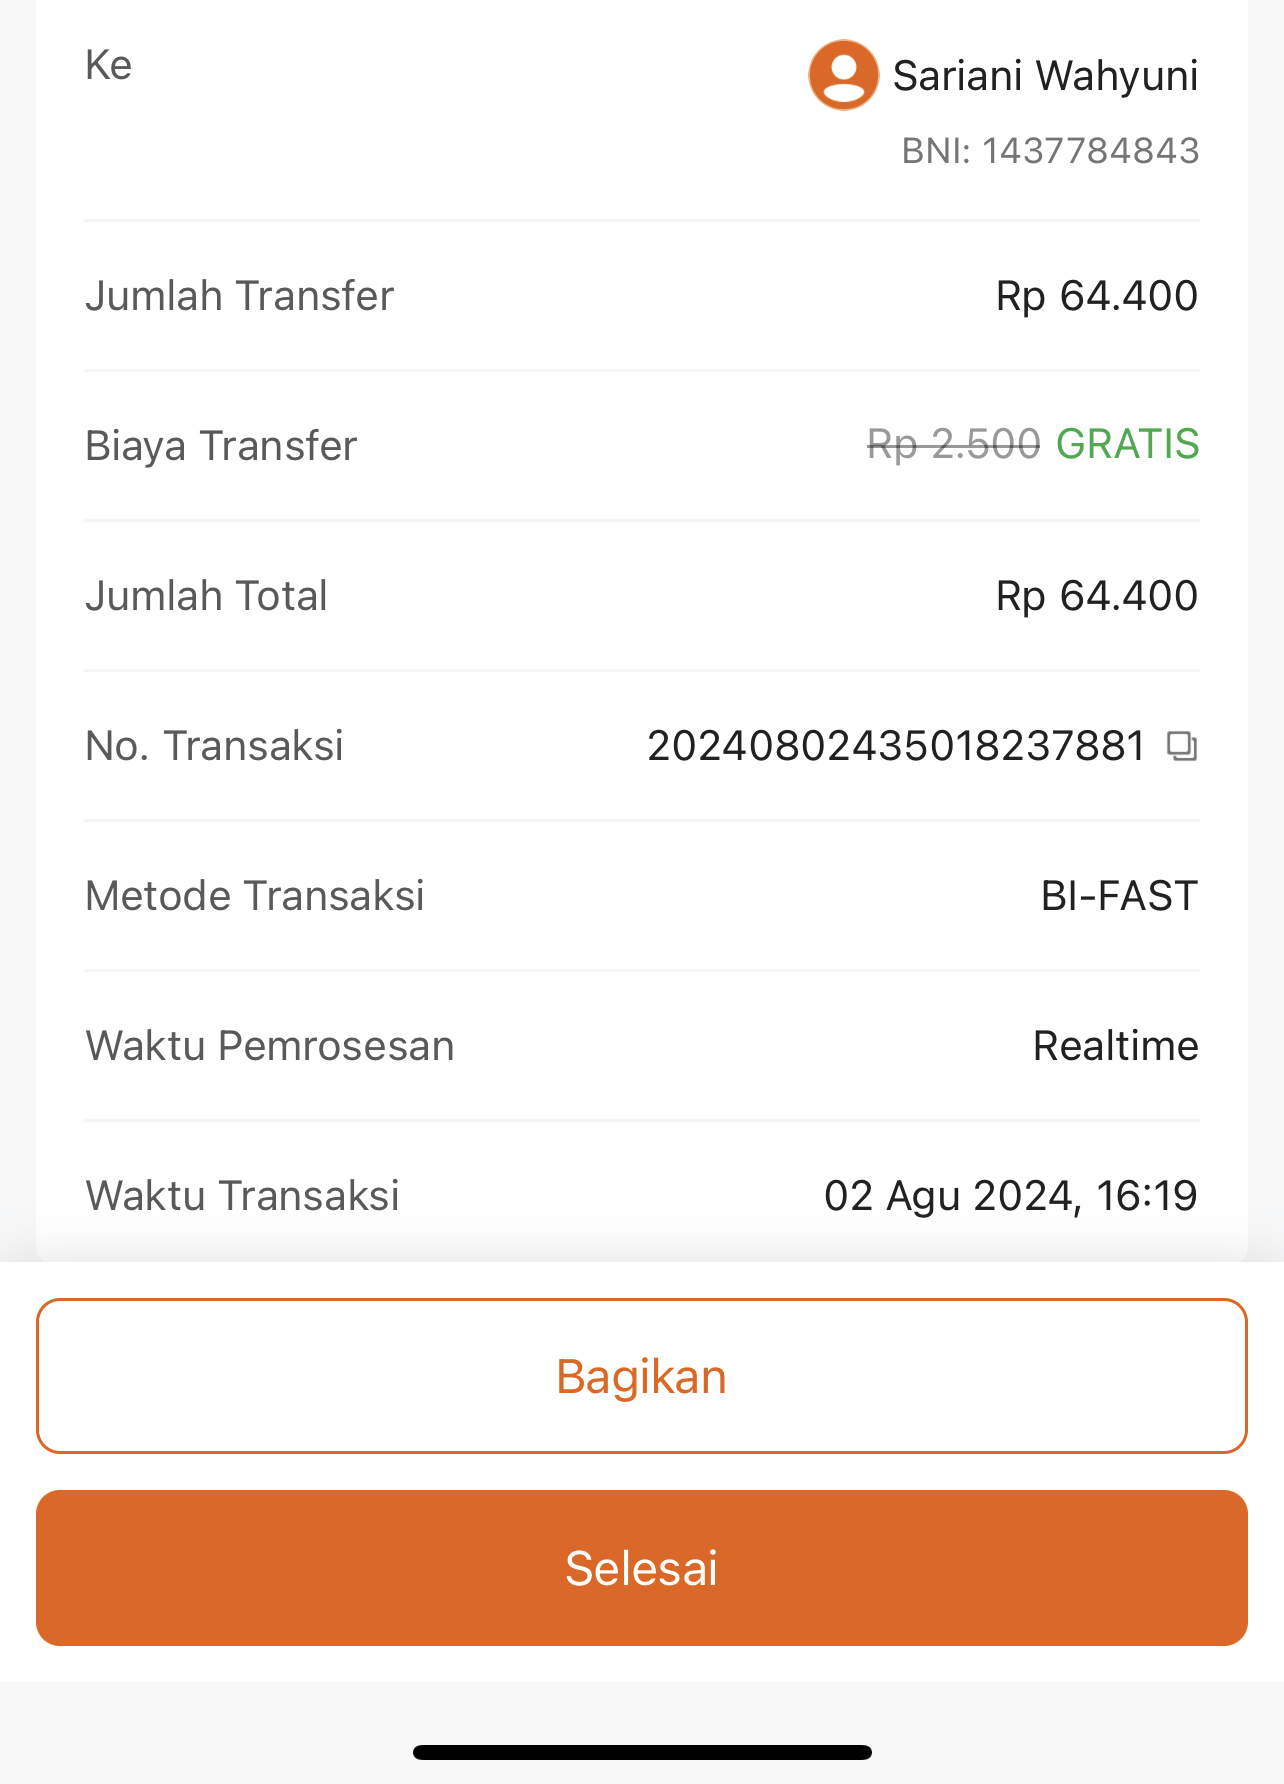 Ke
Sariani Wahyuni
BNI: 1437784843
Jumlah Transfer Rp 64.400
Biaya Transfer Rp 2.500 GRATIS
Jumlah Total Rp 64.400
No. Transaksi 20240802435018237881
Metode Transaksi BI-FAST
Waktu Pemrosesan Realtime
Waktu Transaksi 02 Agu 2024, 16:19
Bagikan
Selesai